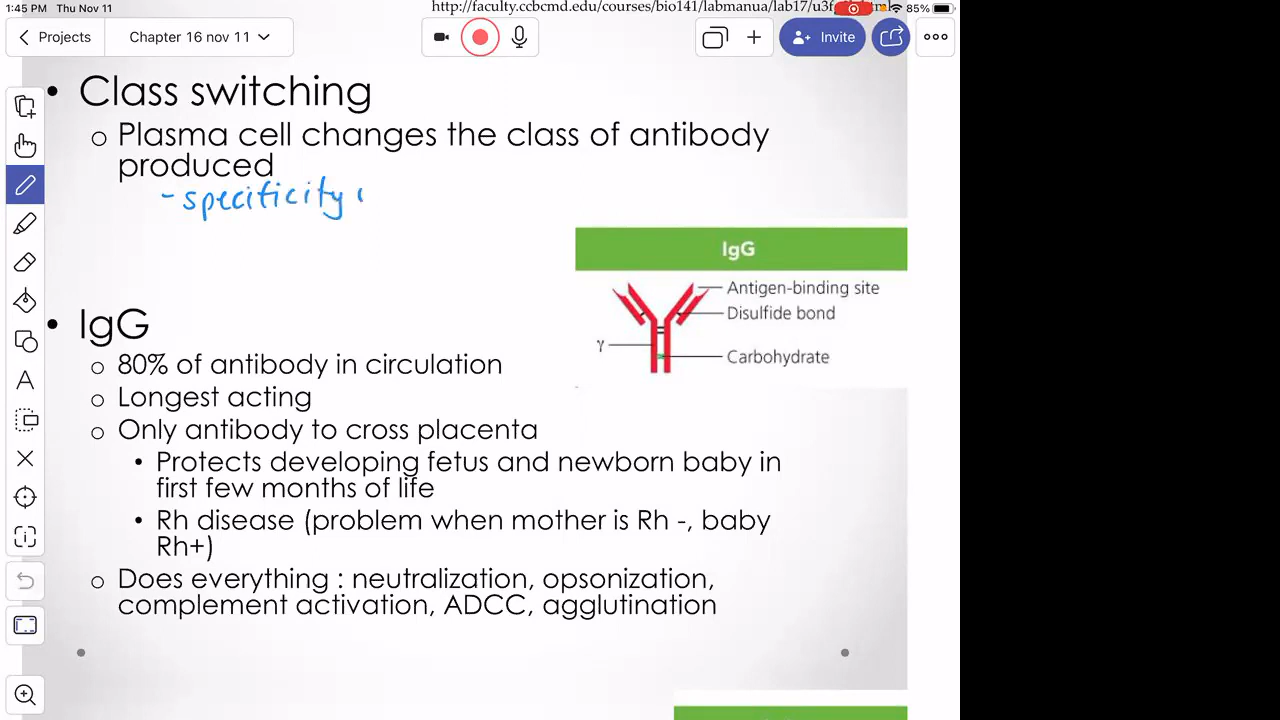 1:45 PM Thu Nov 11
http://faculty.ccbcmd.edu/courses/bio141/labmanua/lab17/
85%
Projects
Chapter 16 nov 11
Invite
• Class switching
o Plasma cell changes the class of antibody
produced
- specificity
IgG
Antigen-binding site
Disulfide bond
γ
Carbohydrate
• IgG
o 80% of antibody in circulation
o Longest acting
o Only antibody to cross placenta
• Protects developing fetus and newborn baby in
first few months of life
• Rh disease (problem when mother is Rh -, baby
Rh+)
o Does everything : neutralization, opsonization,
complement activation, ADCC, agglutination